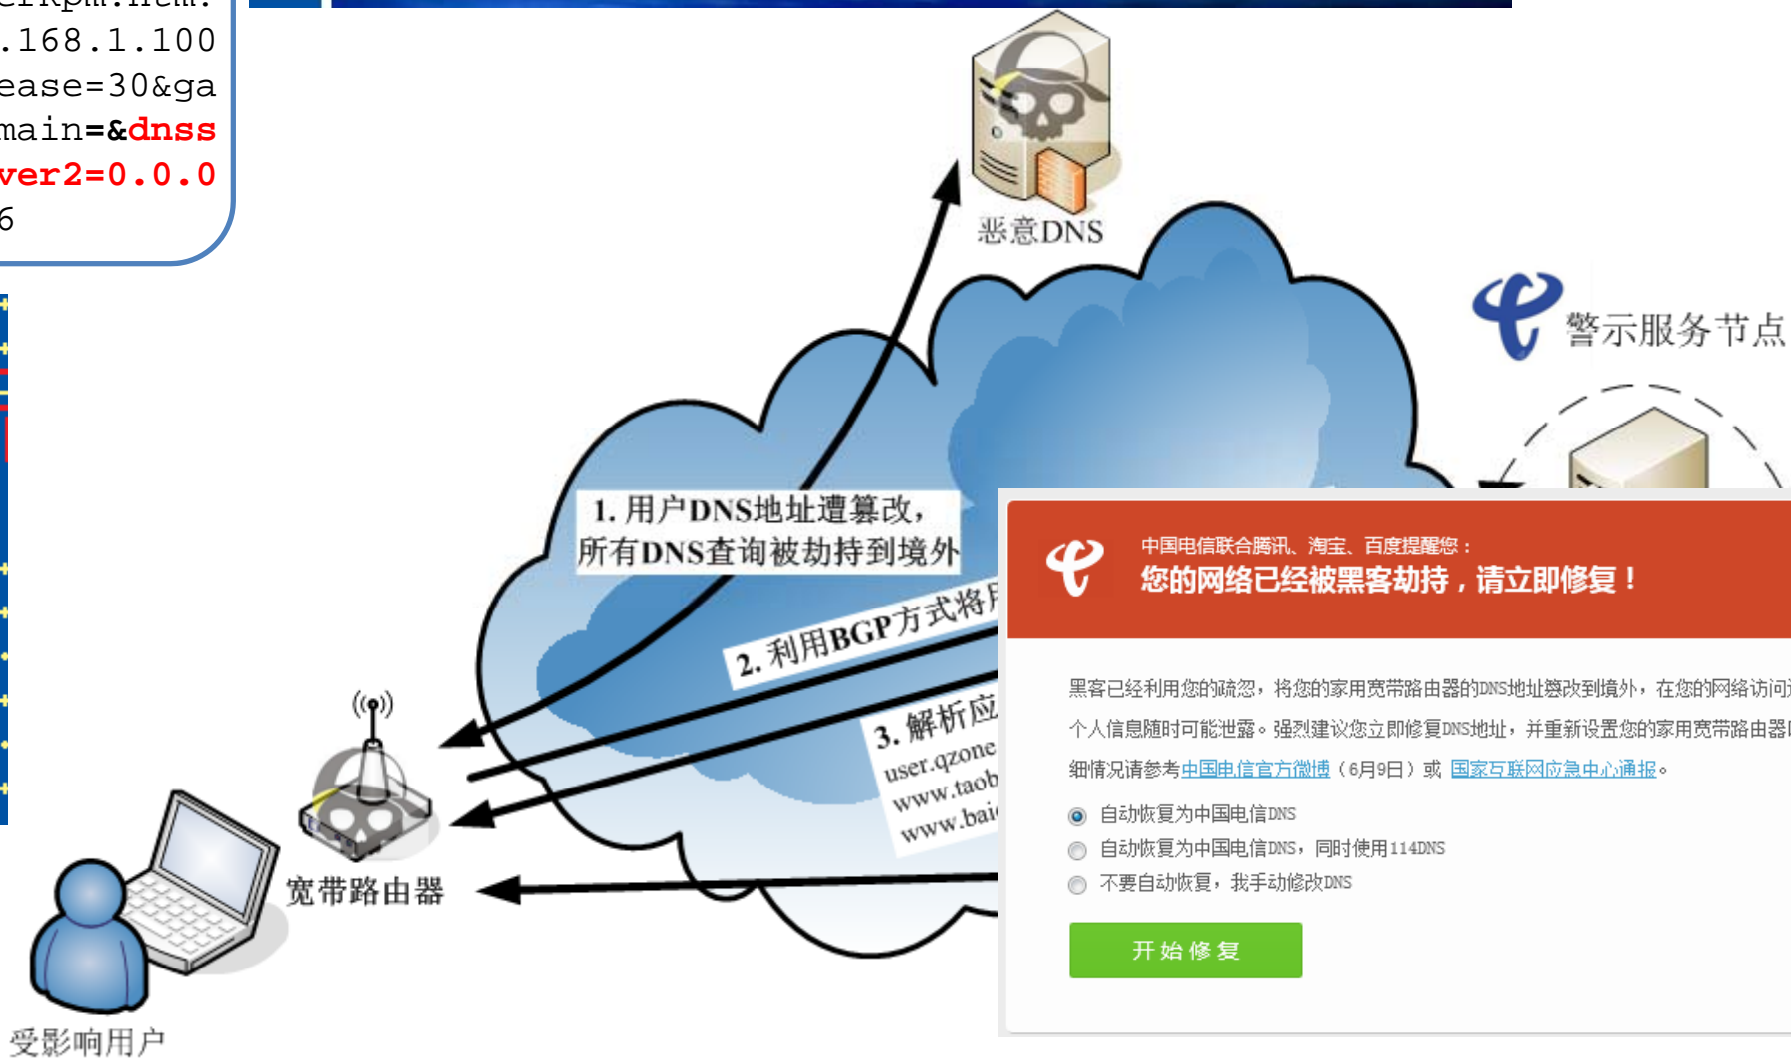 .168.1.100
ease=30&ga
main=&dnss
ver2=0.0.0
6
恶意DNS
警示服务节点
1. 用户DNS地址遭篡改,
所有DNS查询被劫持到境外
2. 利用BGP方式将
3. 解析应
user.qzone
www.taob
www.bai
宽带路由器
受影响用户
中国电信联合腾讯、淘宝、百度提醒您：
您的网络已经被黑客劫持，请立即修复！
黑客已经利用您的疏忽，将您的家用宽带路由器的DNS地址篡改到境外，在您的网络访问
个人信息随时可能泄露。强烈建议您立即修复DNS地址，并重新设置您的家用宽带路由器
细情况请参考中国电信官方微博（6月9日）或 国家互联网应急中心通报。
自动恢复为中国电信DNS
自动恢复为中国电信DNS，同时使用114DNS
不要自动恢复，我手动修改DNS
开始修复